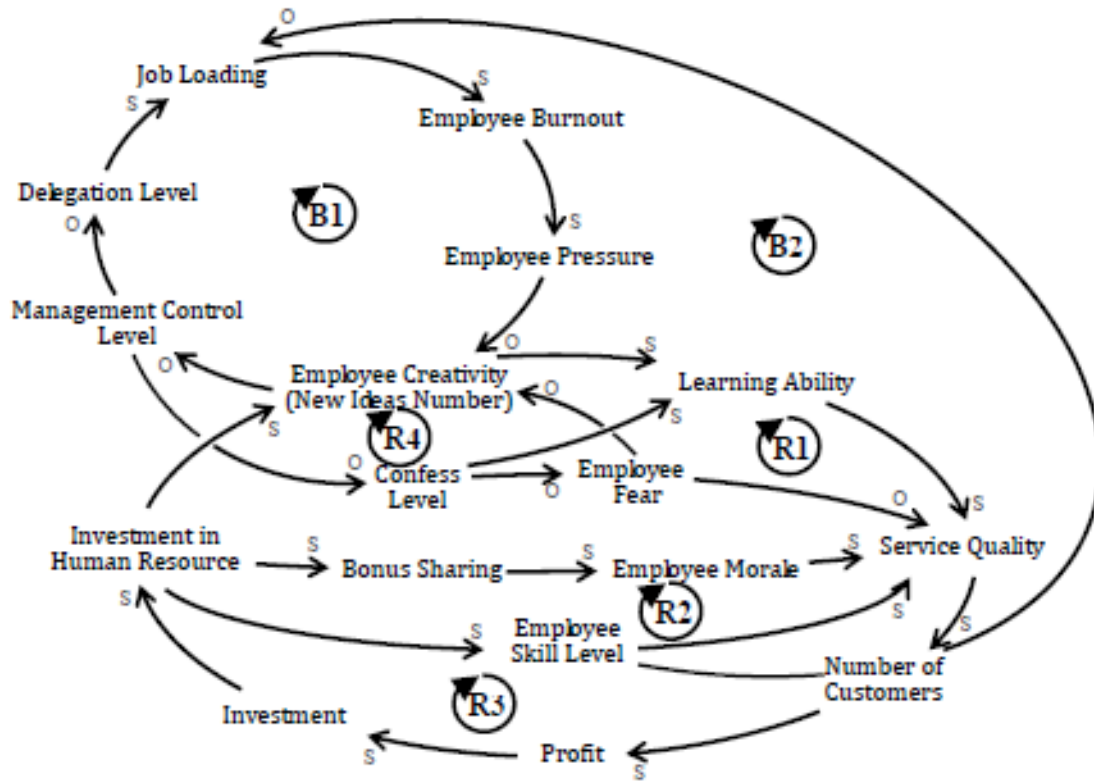 O
Job Loading
S
S
Employee Burnout
Delegation Level
B1
O
S
B2
Employee Pressure
Management Control
Level
O
O
S
Employee Creativity
(New Ideas Number)
Learning Ability
O
S
S
R4
R1
O
Confess
Level
O
Employee
Fear
O
S
Investment in
Human Resource
S
Bonus Sharing
S
Employee Morale
S
Service Quality
S
R2
S
S
Employee
Skill Level
S
Number of
Customers
R3
Investment
S
Profit
S